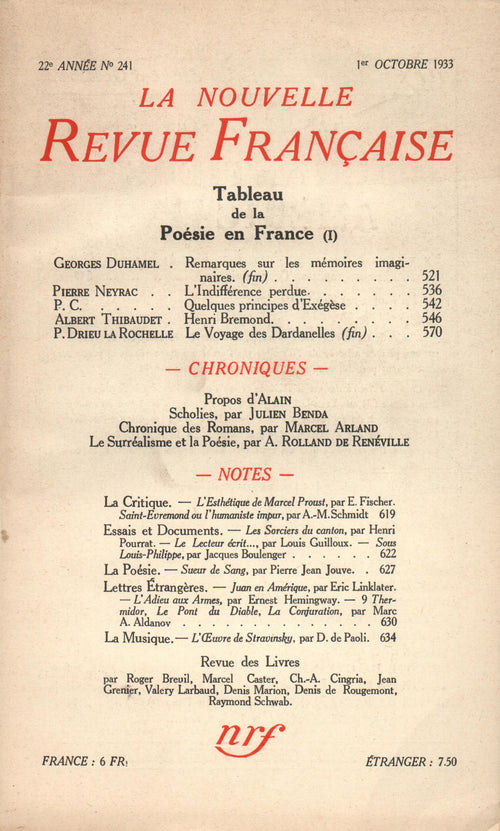 22e ANNÉE No 241 1er OCTOBRE 1933
LA NOUVELLE
REVUE FRANÇAISE
Tableau
de la
Poésie en France (I)
GEORGES DUHAMEL . Remarques sur les mémoires imagi-
naires. (fin) . . . . . . . . . 521
PIERRE NEYRAC . . L'Indifférence perdue. . . . . . . 536
P. C. . . . . . Quelques principes d'Exégèse . . . . 542
ALBERT THIBAUDET . Henri Bremond. . . . . . . . . 546
P. DRIEU LA ROCHELLE Le Voyage des Dardanelles (fin) . . . 570
— CHRONIQUES —
Propos d'ALAIN
Scholies, par JULIEN BENDA
Chronique des Romans, par MARCEL ARLAND
Le Surréalisme et la Poésie, par A. ROLLAND DE RENÉVILLE
— NOTES —
La Critique. — L'Esthétique de Marcel Proust, par E. Fischer.
Saint-Evremond ou l'humaniste impur, par A.-M. Schmidt 619
Essais et Documents. — Les Sorciers du canton, par Henri
Pourrat. — Le Lecteur écrit..., par Louis Guilloux. — Sous
Louis-Philippe, par Jacques Boulenger . . . . . . 622
La Poésie. — Sueur de Sang, par Pierre Jean Jouve. . 627
Lettres Étrangères. — Juan en Amérique, par Eric Linklater.
— L'Adieu aux Armes, par Ernest Hemingway. — 9 Ther-
midor, Le Pont du Diable, La Conjuration, par Marc
A. Aldanov . . . . . . . . . . . . 630
La Musique. — L'Œuvre de Stravinsky, par D. de Paoli. 634
Revue des Livres
par Roger Breuil, Marcel Caster, Ch.-A. Cingria, Jean
Grenier, Valery Larbaud, Denis Marion, Denis de Rougemont,
Raymond Schwab.
nrf
FRANCE : 6 FR. ÉTRANGER : 7.50